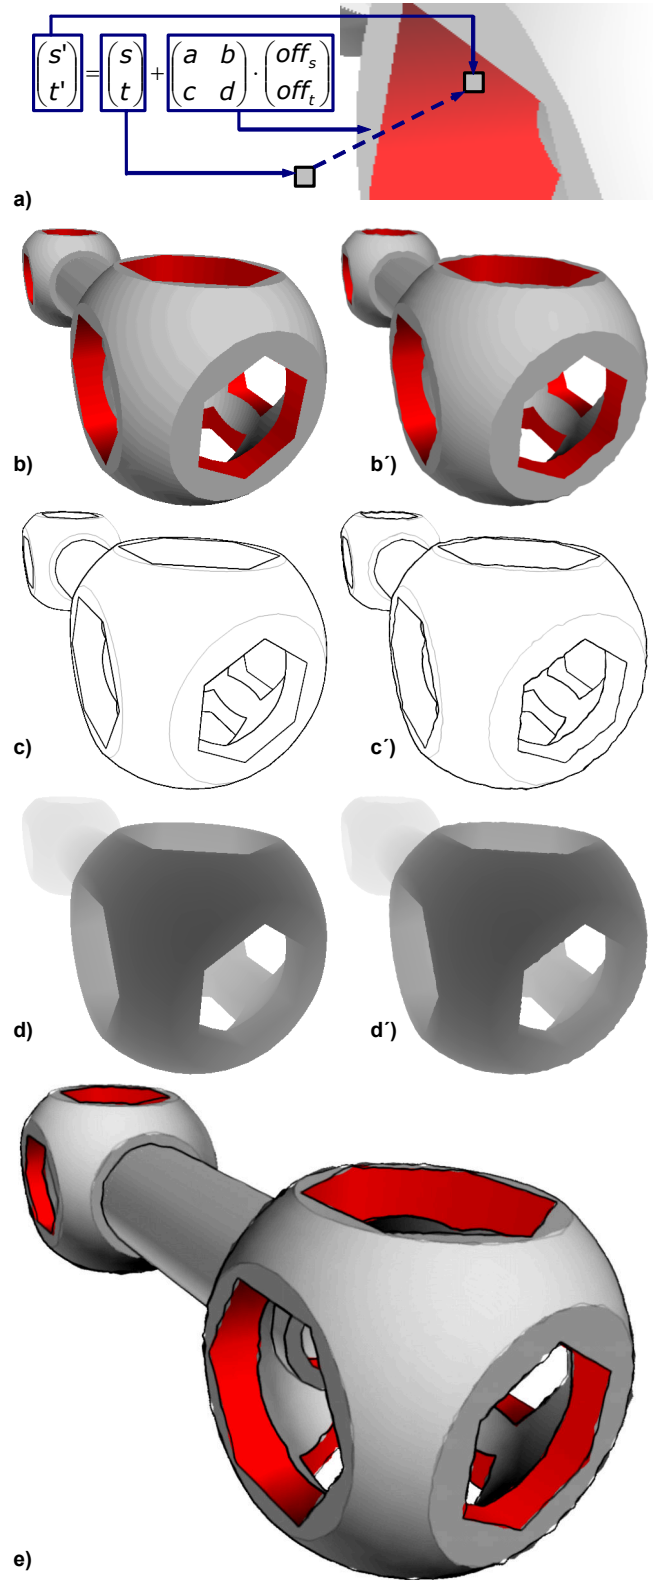 (s' t') = (s t) + (a b c d) · (off_s off_t)
a)
b) b´)
c) c´)
d) d´)
e)